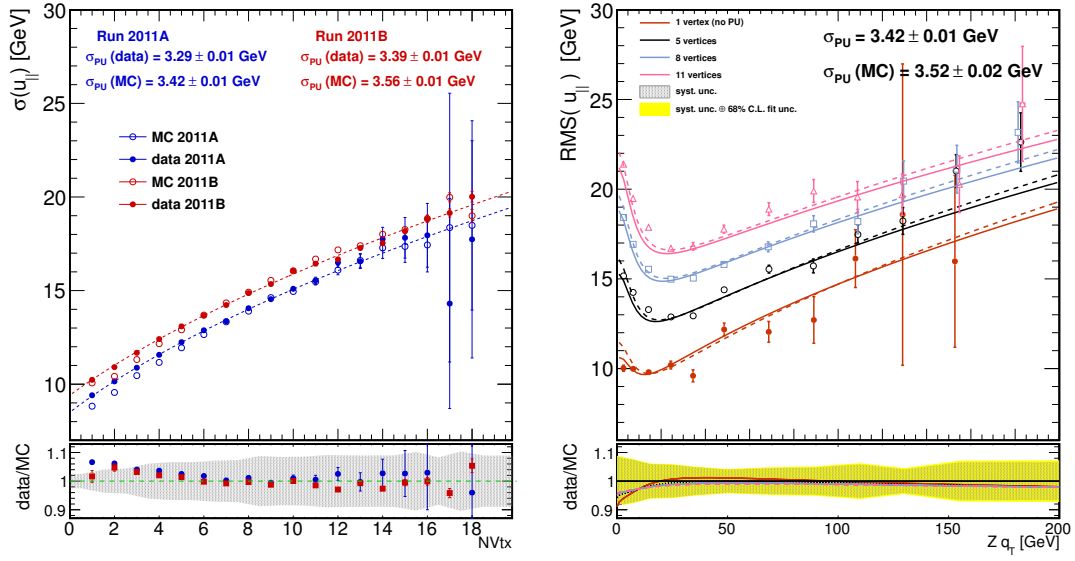 σ(u||) [GeV]
30
25
20
15
10
Run 2011A
σPU (data) = 3.29 ± 0.01 GeV
σPU (MC) = 3.42 ± 0.01 GeV
Run 2011B
σPU (data) = 3.39 ± 0.01 GeV
σPU (MC) = 3.56 ± 0.01 GeV
MC 2011A
data 2011A
MC 2011B
data 2011B
data/MC
1.1
1
0.9
0 2 4 6 8 10 12 14 16 18
NVtx
RMS( u|| ) [GeV]
30
25
20
15
10
1 vertex (no PU)
5 vertices
8 vertices
11 vertices
syst. unc.
syst. unc. ⊕ 68% C.L. fit unc.
σPU = 3.42 ± 0.01 GeV
σPU (MC) = 3.52 ± 0.02 GeV
data/MC
1.1
1
0.9
0 50 100 150 200
Z qT [GeV]